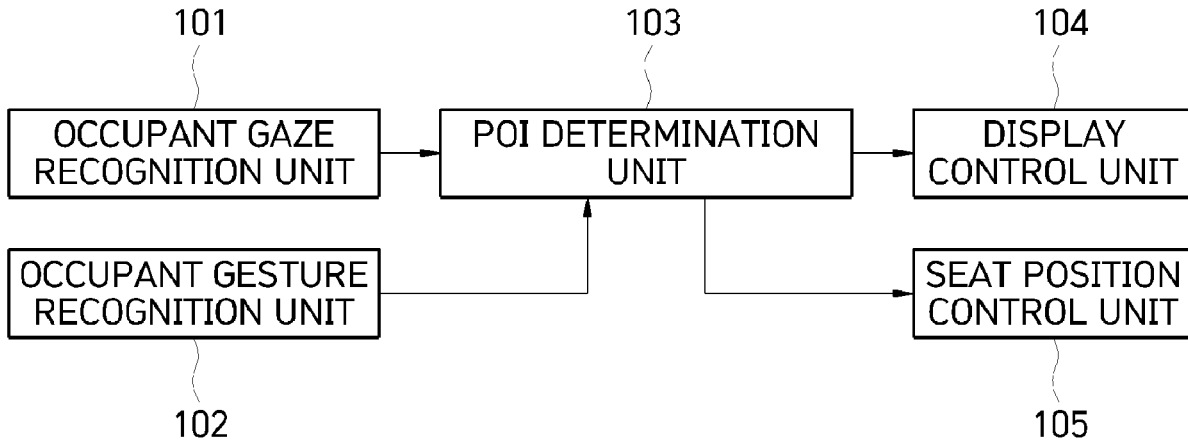 101
103
104
OCCUPANT GAZE
RECOGNITION UNIT
POI DETERMINATION
UNIT
DISPLAY
CONTROL UNIT
OCCUPANT GESTURE
RECOGNITION UNIT
SEAT POSITION
CONTROL UNIT
102
105